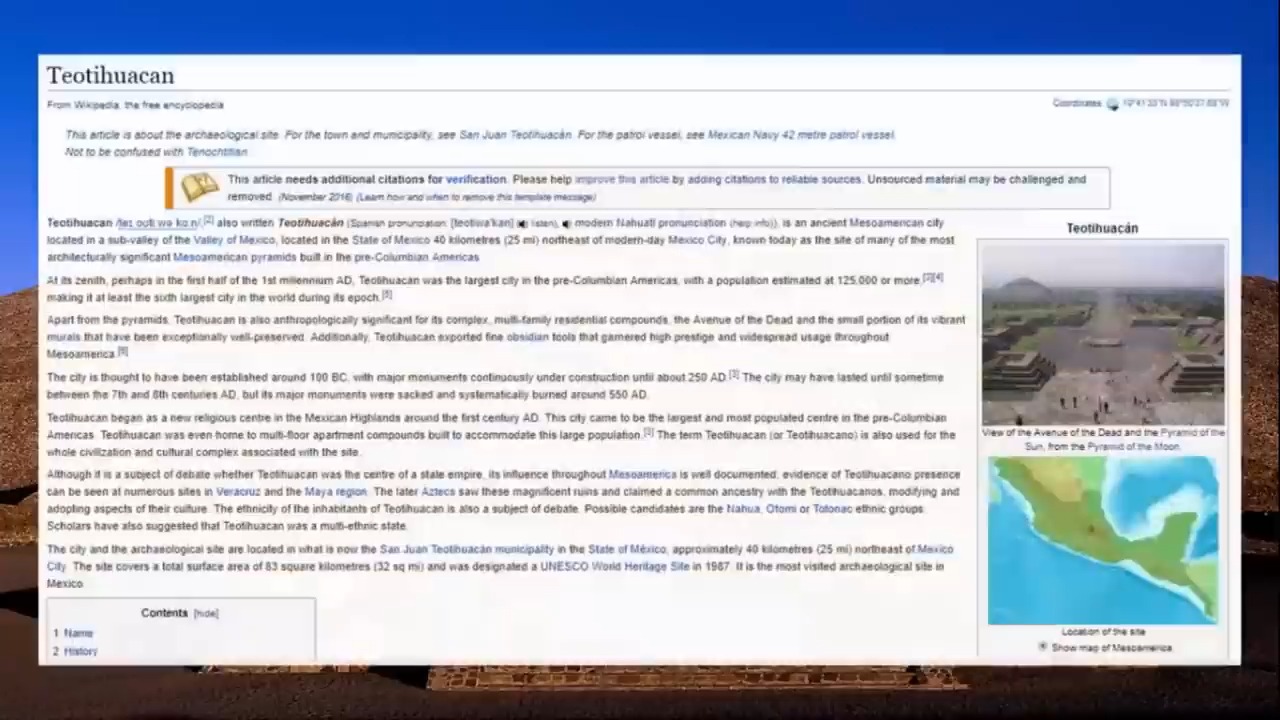 Teotihuacan
From Wikipedia, the free encyclopedia
Coordinates
This article is about the archaeological site. For the town and municipality, see San Juan Teotihuacán. For the patrol vessel, see Mexican Navy 42 metre patrol vessel.
Not to be confused with Tenochtitlan.
This article needs additional citations for verification. Please help improve this article by adding citations to reliable sources. Unsourced material may be challenged and
removed. (November 2016) (Learn how and when to remove this template message)
Teotihuacan [2] also written Teotihuacán (Spanish pronunciation: [teotiwa'kan] ( listen), modern Nahuatl pronunciation (help·info)), is an ancient Mesoamerican city
located in a sub-valley of the Valley of Mexico, located in the State of Mexico 40 kilometres (25 mi) northeast of modern-day Mexico City, known today as the site of many of the most
architecturally significant Mesoamerican pyramids built in the pre-Columbian Americas.
At its zenith, perhaps in the first half of the 1st millennium AD, Teotihuacan was the largest city in the pre-Columbian Americas, with a population estimated at 125,000 or more,[3][4]
making it at least the sixth largest city in the world during its epoch.[5]
Apart from the pyramids, Teotihuacan is also anthropologically significant for its complex, multi-family residential compounds, the Avenue of the Dead and the small portion of its vibrant
murals that have been exceptionally well-preserved. Additionally, Teotihuacan exported fine obsidian tools that garnered high prestige and widespread usage throughout
Mesoamerica.[6]
The city is thought to have been established around 100 BC, with major monuments continuously under construction until about 250 AD.[3] The city may have lasted until sometime
between the 7th and 8th centuries AD, but its major monuments were sacked and systematically burned around 550 AD.
Teotihuacan began as a new religious centre in the Mexican Highlands around the first century AD. This city came to be the largest and most populated centre in the pre-Columbian
Americas. Teotihuacan was even home to multi-floor apartment compounds built to accommodate this large population.[3] The term Teotihuacan (or Teotihuacano) is also used for the
whole civilization and cultural complex associated with the site.
Although it is a subject of debate whether Teotihuacan was the centre of a state empire, its influence throughout Mesoamerica is well documented; evidence of Teotihuacano presence
can be seen at numerous sites in Veracruz and the Maya region. The later Aztecs saw these magnificent ruins and claimed a common ancestry with the Teotihuacanos, modifying and
adopting aspects of their culture. The ethnicity of the inhabitants of Teotihuacan is also a subject of debate. Possible candidates are the Nahua, Otomi or Totonac ethnic groups.
Scholars have also suggested that Teotihuacan was a multi-ethnic state.
The city and the archaeological site are located in what is now the San Juan Teotihuacán municipality in the State of México, approximately 40 kilometres (25 mi) northeast of Mexico
City. The site covers a total surface area of 83 square kilometres (32 sq mi) and was designated a UNESCO World Heritage Site in 1987. It is the most visited archaeological site in
Mexico.
Contents [hide]
1 Name
2 History
Teotihuacán
View of the Avenue of the Dead and the Pyramid of the
Sun, from the Pyramid of the Moon.
Location of the site
Show map of Mesoamerica